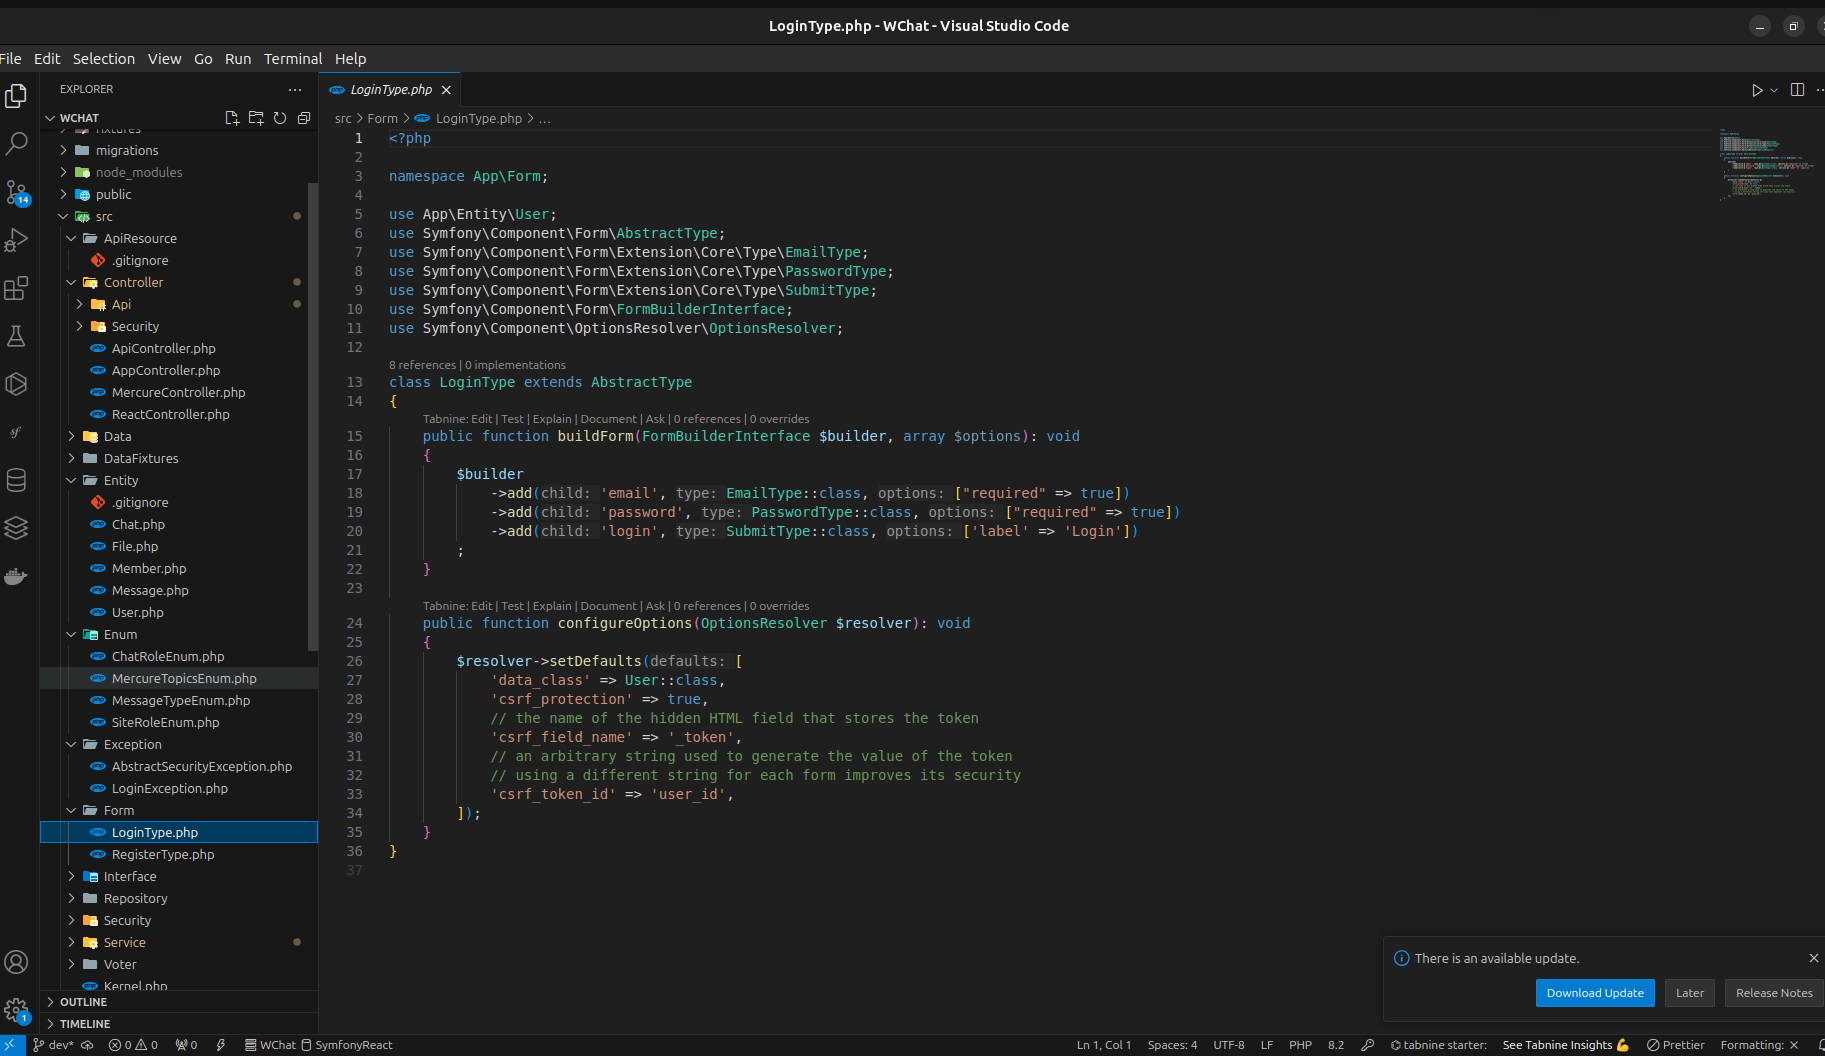 LoginType.php - WChat - Visual Studio Code
File Edit Selection View Go Run Terminal Help
EXPLORER
WCHAT
fixtures
migrations
node_modules
public
src
ApiResource
.gitignore
Controller
Api
Security
ApiController.php
AppController.php
MercureController.php
ReactController.php
Data
DataFixtures
Entity
.gitignore
Chat.php
File.php
Member.php
Message.php
User.php
Enum
ChatRoleEnum.php
MercureTopicsEnum.php
MessageTypeEnum.php
SiteRoleEnum.php
Exception
AbstractSecurityException.php
LoginException.php
Form
LoginType.php
RegisterType.php
Interface
Repository
Security
Service
Voter
Kernel.php
OUTLINE
TIMELINE
14
1
LoginType.php
src > Form > LoginType.php > ...
1 <?php
2
3 namespace App\Form;
4
5 use App\Entity\User;
6 use Symfony\Component\Form\AbstractType;
7 use Symfony\Component\Form\Extension\Core\Type\EmailType;
8 use Symfony\Component\Form\Extension\Core\Type\PasswordType;
9 use Symfony\Component\Form\Extension\Core\Type\SubmitType;
10 use Symfony\Component\Form\FormBuilderInterface;
11 use Symfony\Component\OptionsResolver\OptionsResolver;
12
8 references | 0 implementations
13 class LoginType extends AbstractType
14 {
Tabnine: Edit | Test | Explain | Document | Ask | 0 references | 0 overrides
15 public function buildForm(FormBuilderInterface $builder, array $options): void
16 {
17 $builder
18 ->add(child: 'email', type: EmailType::class, options: ["required" => true])
19 ->add(child: 'password', type: PasswordType::class, options: ["required" => true])
20 ->add(child: 'login', type: SubmitType::class, options: ['label' => 'Login'])
21 ;
22 }
23
Tabnine: Edit | Test | Explain | Document | Ask | 0 references | 0 overrides
24 public function configureOptions(OptionsResolver $resolver): void
25 {
26 $resolver->setDefaults(defaults: [
27 'data_class' => User::class,
28 'csrf_protection' => true,
29 // the name of the hidden HTML field that stores the token
30 'csrf_field_name' => '_token',
31 // an arbitrary string used to generate the value of the token
32 // using a different string for each form improves its security
33 'csrf_token_id' => 'user_id',
34 ]);
35 }
36 }
37
There is an available update.
Download Update Later Release Notes
dev* 0 0 0 WChat SymfonyReact Ln 1, Col 1 Spaces: 4 UTF-8 LF PHP 8.2 tabnine starter: See Tabnine Insights 💪 Prettier Formatting: ×